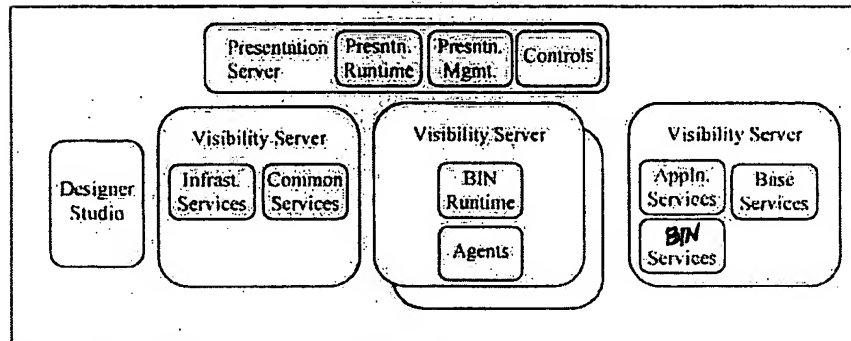 Presentation Server
Presntn. Runtime
Presntn. Mgmt.
Controls
Designer Studio
Visibility Server
Infrast. Services
Common Services
Visibility Server
BIN Runtime
Agents
Visibility Server
Appln. Services
Base Services
BIN Services